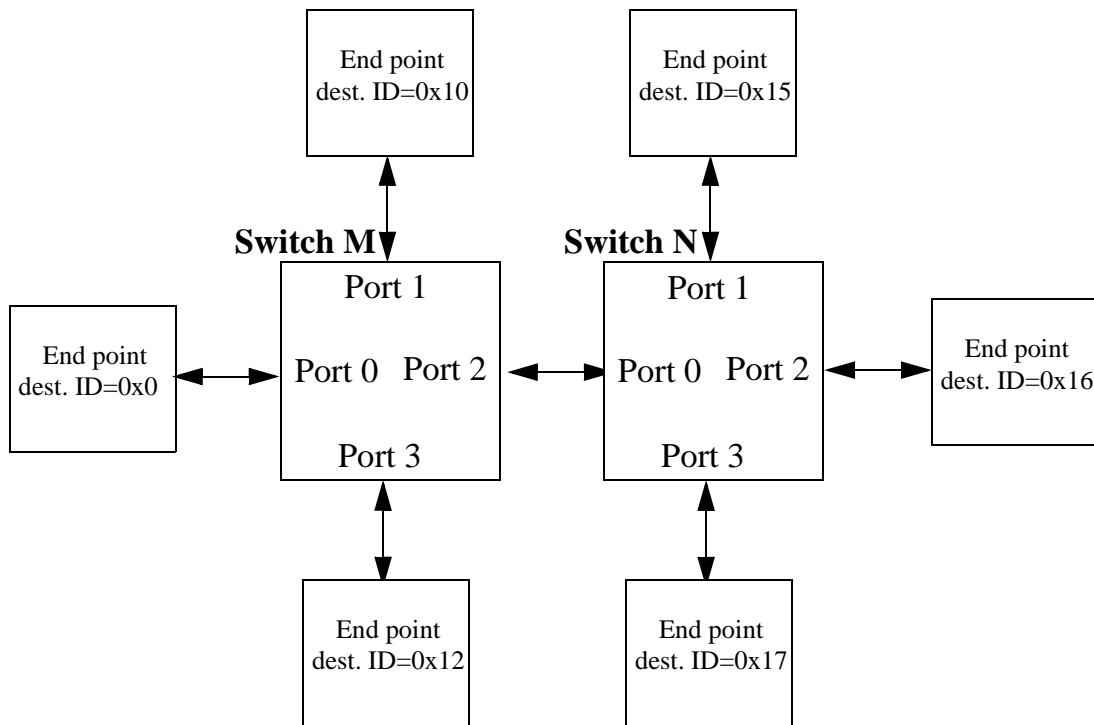 End point
dest. ID=0x10
End point
dest. ID=0x15
Switch M
Switch N
Port 1
Port 1
End point
dest. ID=0x0
Port 0
Port 2
Port 0
Port 2
End point
dest. ID=0x16
Port 3
Port 3
End point
dest. ID=0x12
End point
dest. ID=0x17